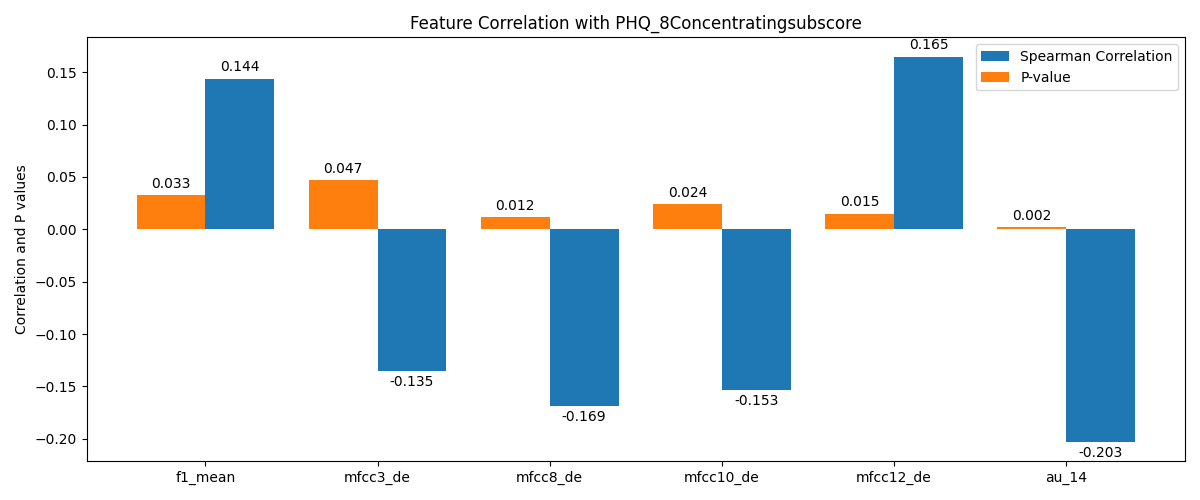 Feature Correlation with PHQ_8Concentratingsubscore
Spearman Correlation
P-value
Correlation and P values
0.15
0.10
0.05
0.00
−0.05
−0.10
−0.15
−0.20
0.033
0.144
0.047
-0.135
0.012
-0.169
0.024
-0.153
0.015
0.165
0.002
-0.203
f1_mean
mfcc3_de
mfcc8_de
mfcc10_de
mfcc12_de
au_14